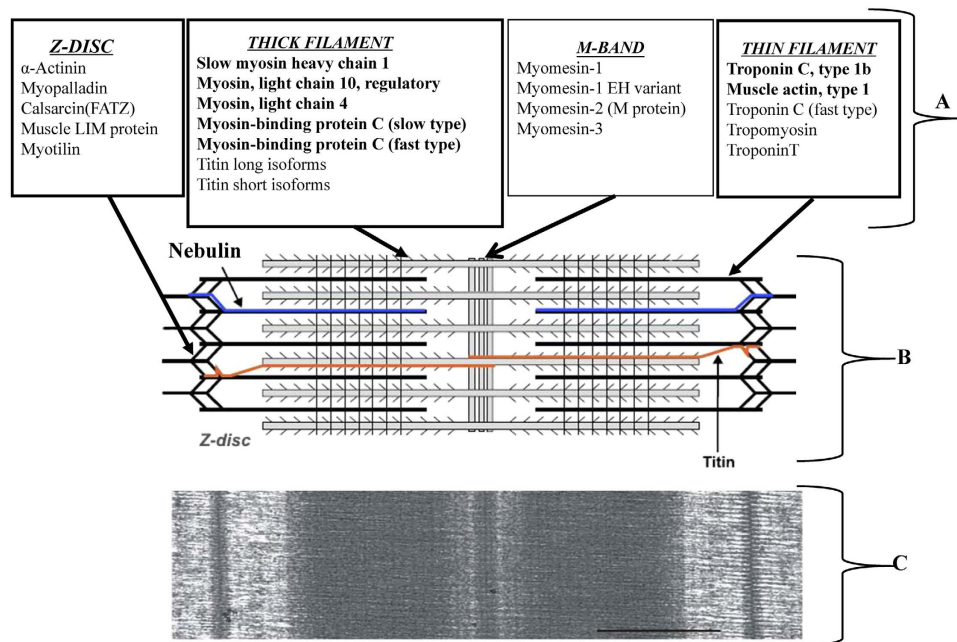 Z-DISC
α-Actinin
Myopalladin
Calsarcin(FATZ)
Muscle LIM protein
Myotilin
THICK FILAMENT
Slow myosin heavy chain 1
Myosin, light chain 10, regulatory
Myosin, light chain 4
Myosin-binding protein C (slow type)
Myosin-binding protein C (fast type)
Titin long isoforms
Titin short isoforms
M-BAND
Myomesin-1
Myomesin-1 EH variant
Myomesin-2 (M protein)
Myomesin-3
THIN FILAMENT
Troponin C, type 1b
Muscle actin, type 1
Troponin C (fast type)
Tropomyosin
TroponinT
A
Nebulin
B
Z-disc
Titin
C